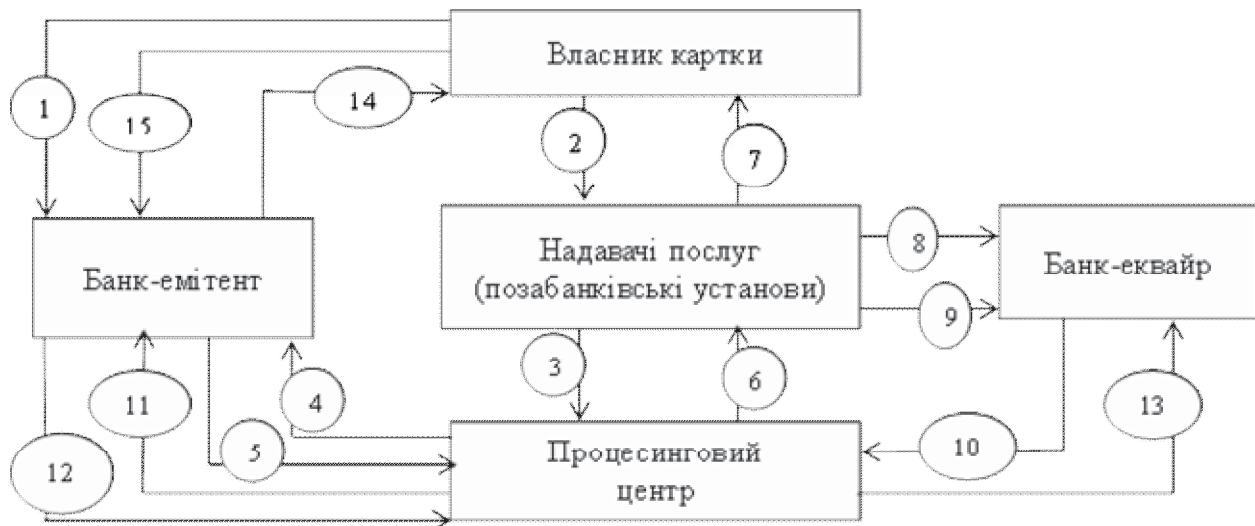 Власник картки
1
15
14
2
7
Банк-емітент
Надавачі послуг
(позабанківські установи)
8
9
Банк-еквайр
3
6
4
11
5
12
13
10
Процесинговий
центр